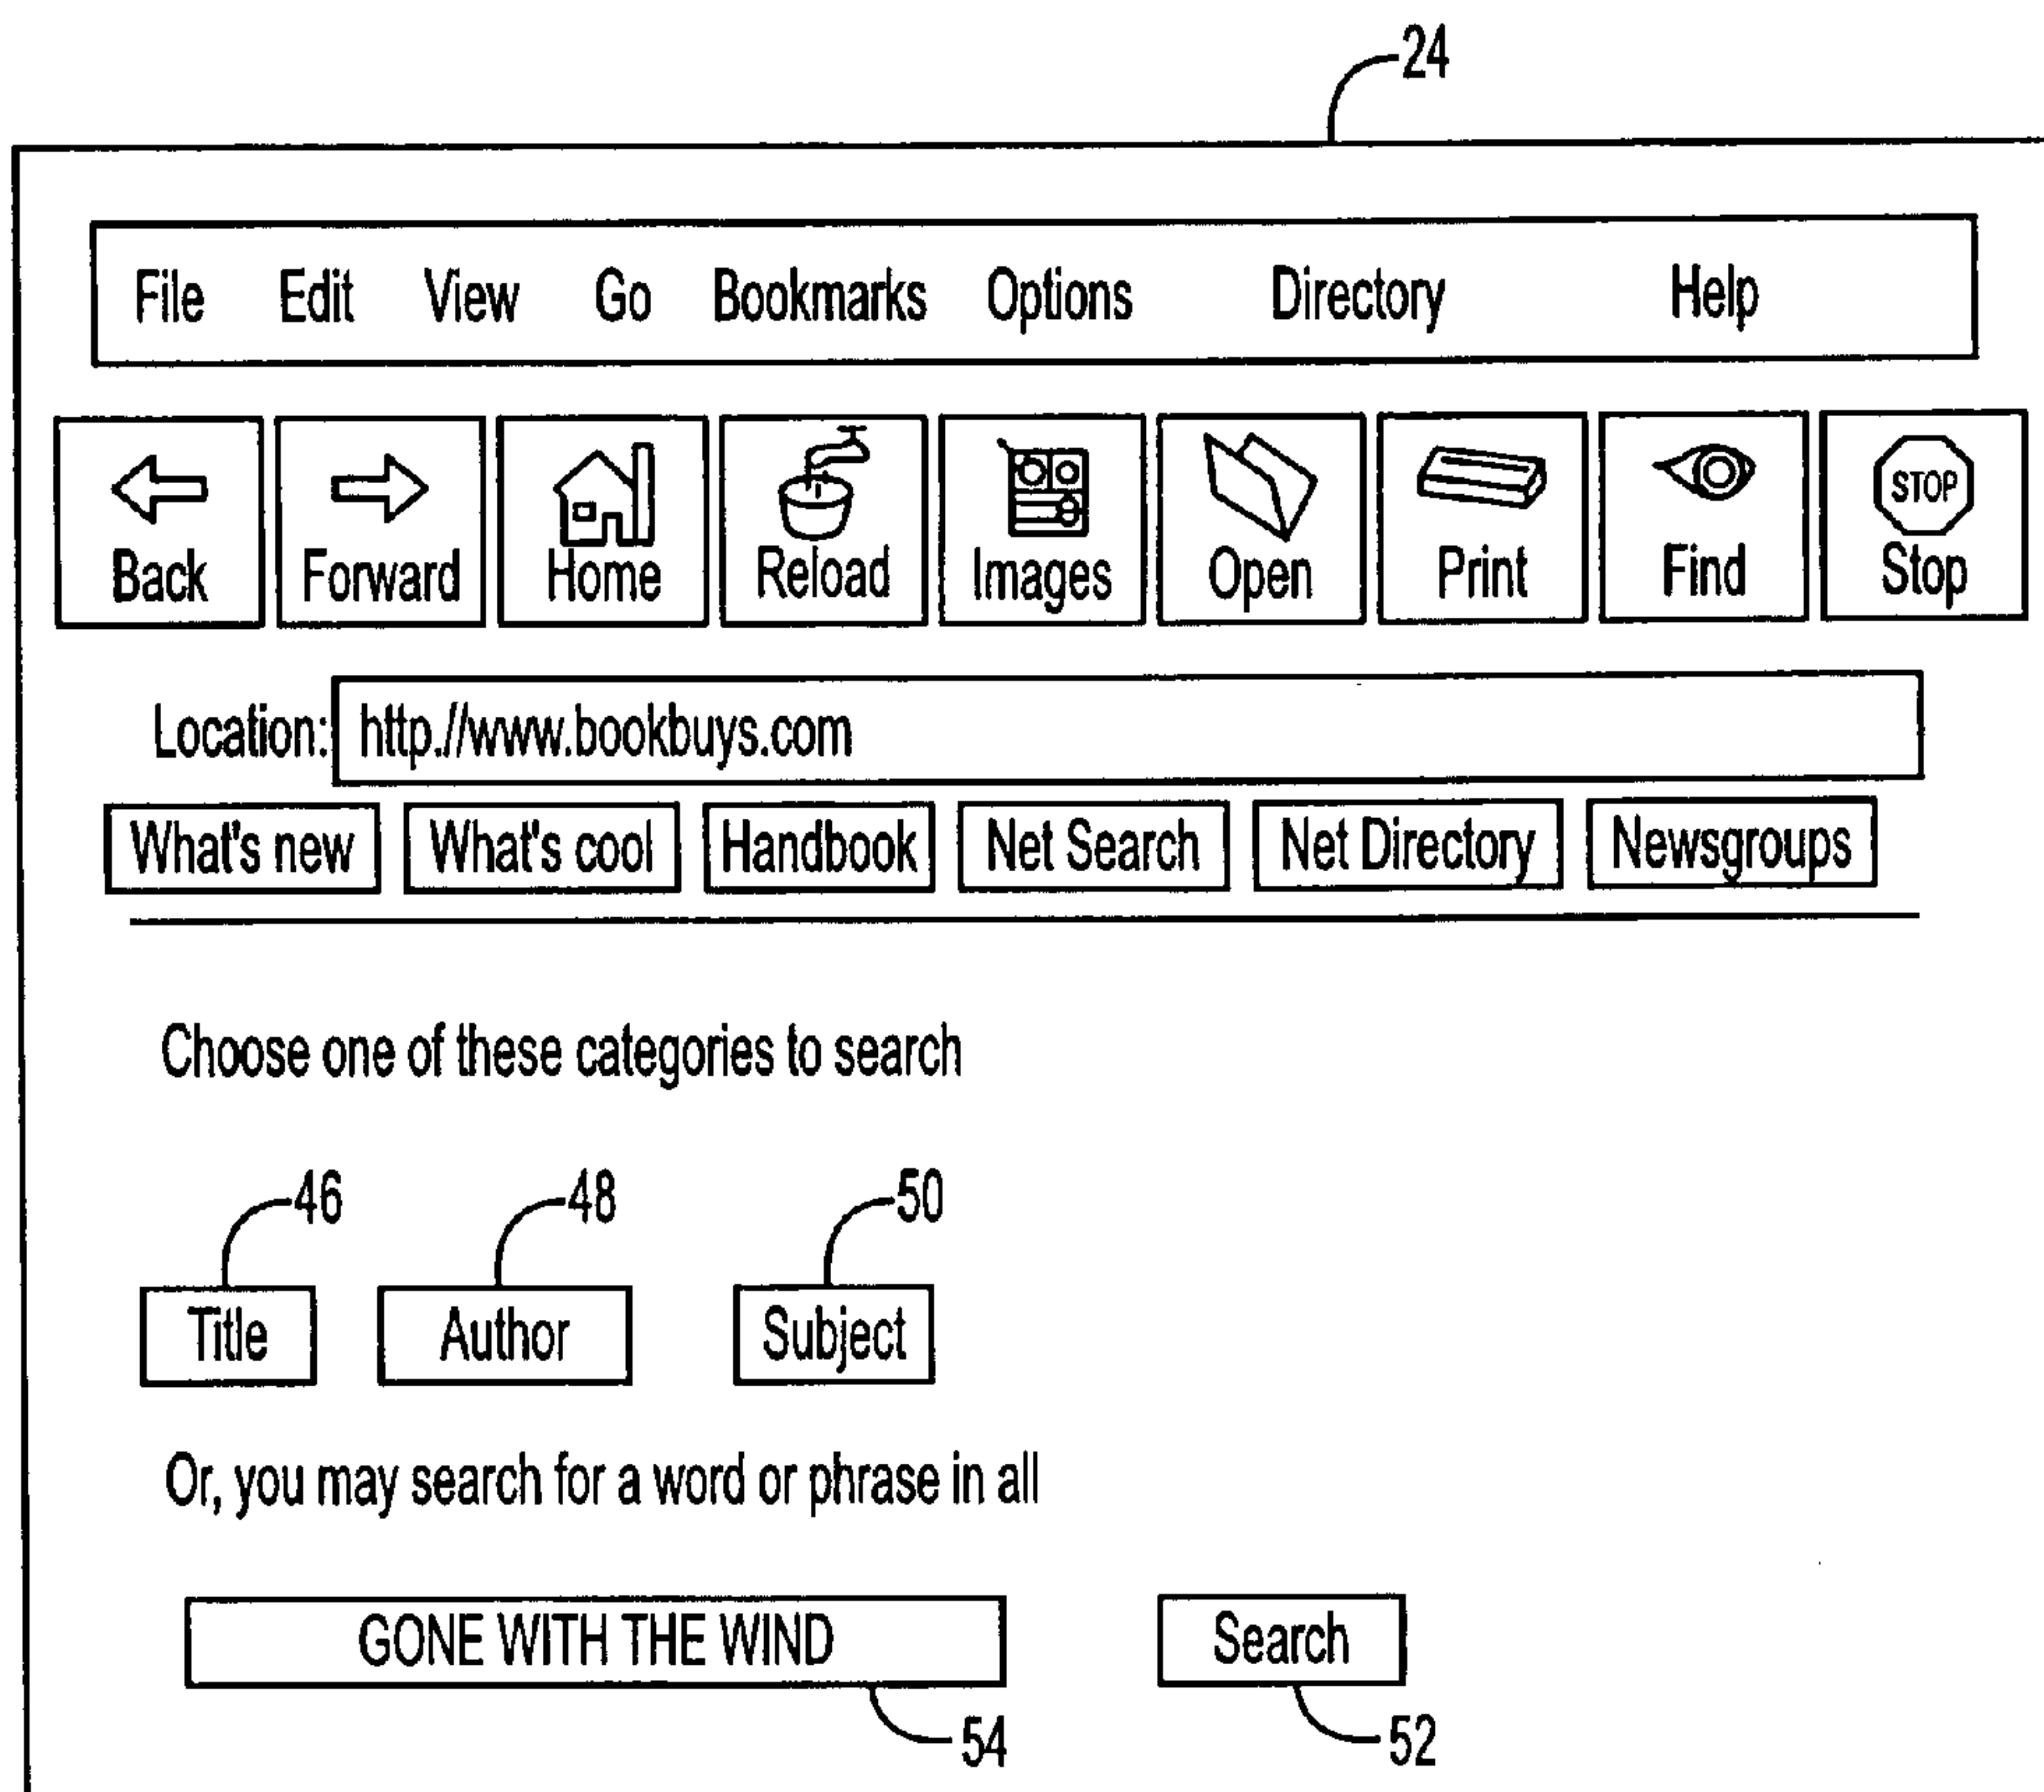 24
File Edit View Go Bookmarks Options Directory Help
STOP
Back Forward Home Reload Images Open Print Find Stop
Location: http.//www.bookbuys.com
What's new What's cool Handbook Net Search Net Directory Newsgroups
Choose one of these categories to search
46 48 50
Title Author Subject
Or, you may search for a word or phrase in all
GONE WITH THE WIND Search
54 52